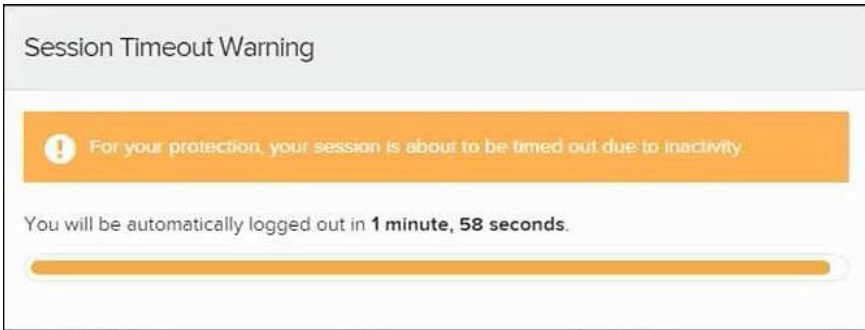 Session Timeout Warning
For your protection, your session is about to be timed out due to inactivity.
You will be automatically logged out in 1 minute, 58 seconds.